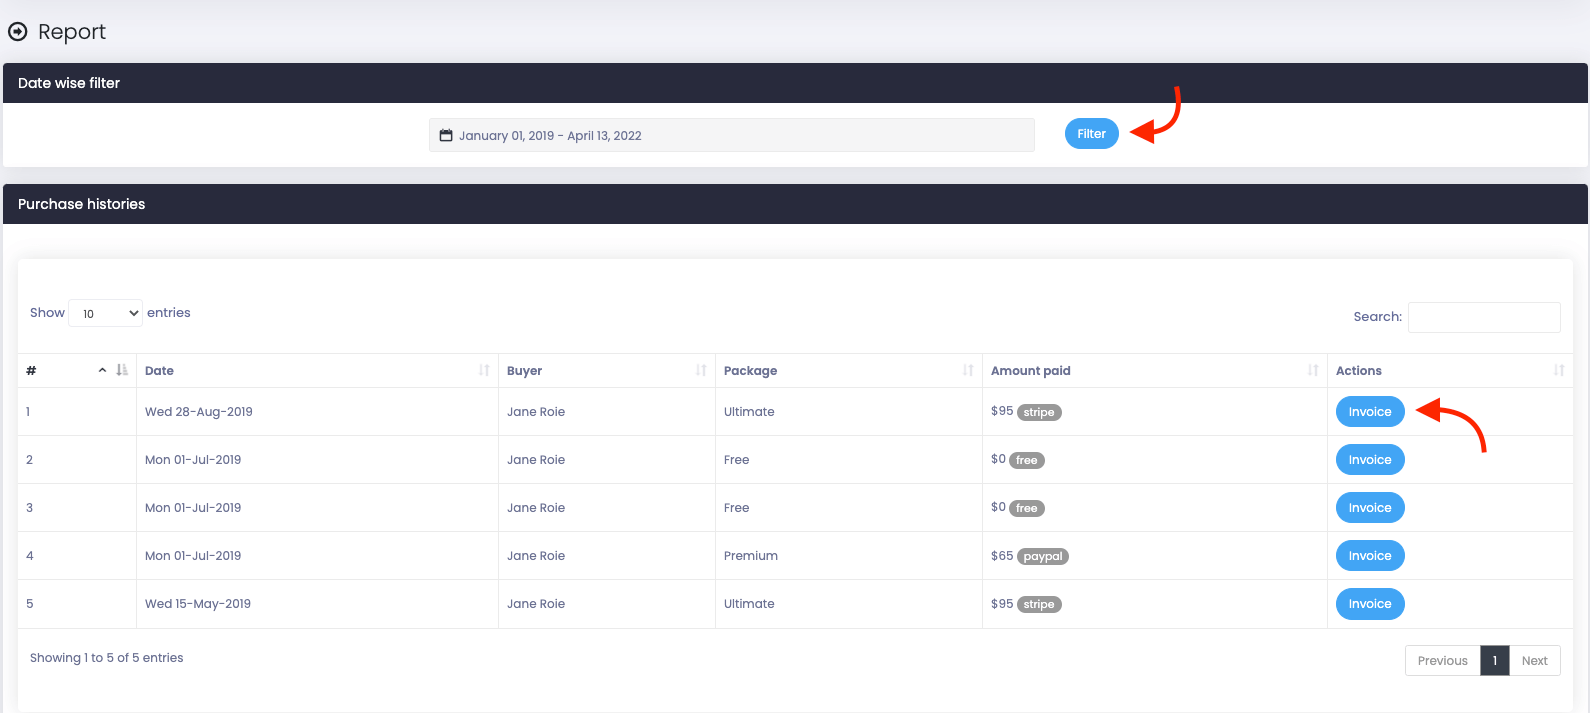 Report
Date wise filter
January 01, 2019 - April 13, 2022
Filter
Purchase histories
Show 10 entries
Search:
# Date Buyer Package Amount paid Actions
1 Wed 28-Aug-2019 Jane Roie Ultimate $95 stripe Invoice
2 Mon 01-Jul-2019 Jane Roie Free $0 free Invoice
3 Mon 01-Jul-2019 Jane Roie Free $0 free Invoice
4 Mon 01-Jul-2019 Jane Roie Premium $65 paypal Invoice
5 Wed 15-May-2019 Jane Roie Ultimate $95 stripe Invoice
Showing 1 to 5 of 5 entries
Previous 1 Next